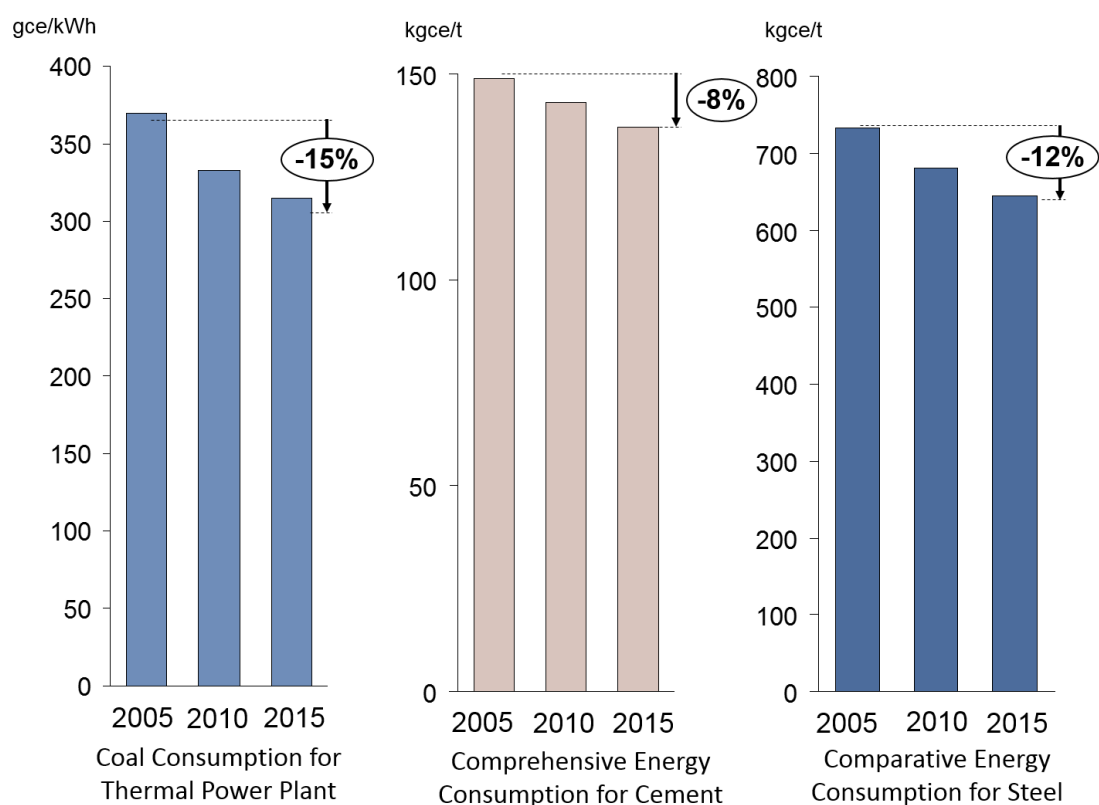 gce/kWh
400
350
300
250
200
150
100
50
0
-15%
2005 2010 2015
Coal Consumption for
Thermal Power Plant
kgce/t
150
100
50
0
-8%
2005 2010 2015
Comprehensive Energy
Consumption for Cement
kgce/t
800
700
600
500
400
300
200
100
0
-12%
2005 2010 2015
Comparative Energy
Consumption for Steel